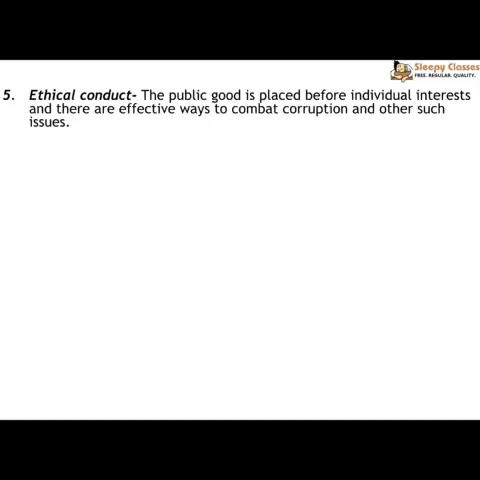 Sleepy Classes
FREE. REGULAR. QUALITY.
5. Ethical conduct- The public good is placed before individual interests
and there are effective ways to combat corruption and other such
issues.